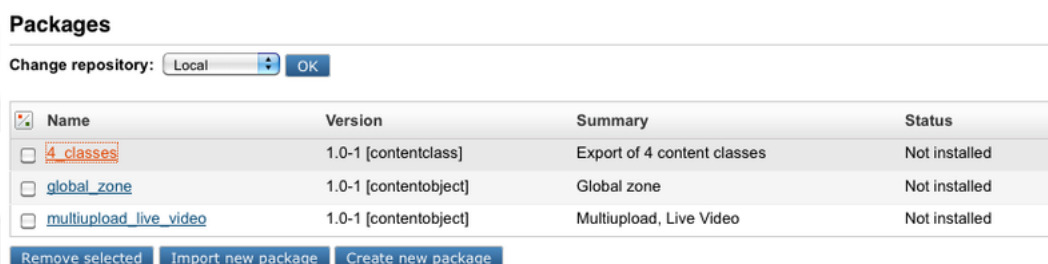 Packages
Change repository: Local OK
Name Version Summary Status
4_classes 1.0-1 [contentclass] Export of 4 content classes Not installed
global_zone 1.0-1 [contentobject] Global zone Not installed
multiupload_live_video 1.0-1 [contentobject] Multiupload, Live Video Not installed
Remove selected Import new package Create new package